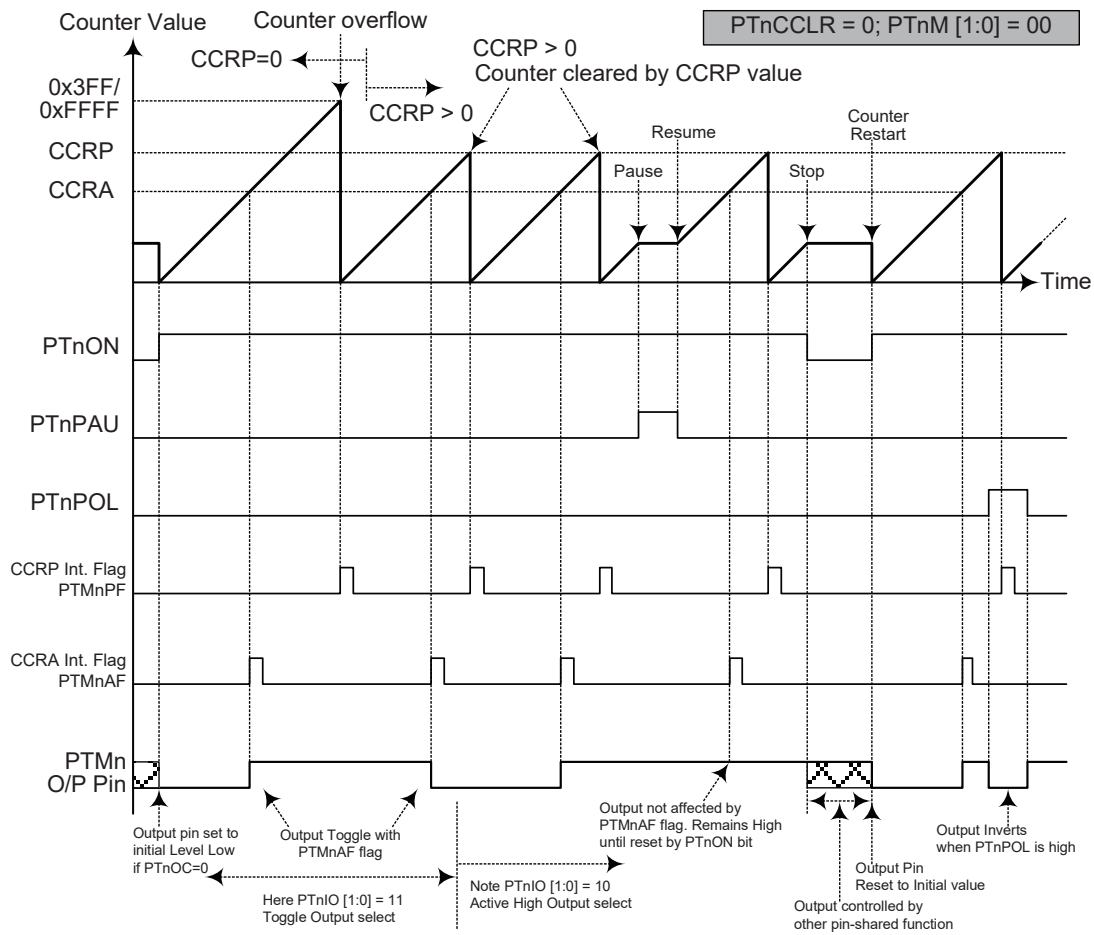 Counter Value
Counter overflow
PTnCCLR = 0; PTnM [1:0] = 00
CCRP=0
CCRP > 0
CCRP > 0
Counter cleared by CCRP value
0x3FF/
0xFFFF
CCRP
CCRA
Pause
Resume
Stop
Counter
Restart
Time
PTnON
PTnPAU
PTnPOL
CCRP Int. Flag
PTMnPF
CCRA Int. Flag
PTMnAF
PTMn
O/P Pin
Output pin set to
initial Level Low
if PTnOC=0
Output Toggle with
PTMnAF flag
Here PTnIO [1:0] = 11
Toggle Output select
Note PTnIO [1:0] = 10
Active High Output select
Output not affected by
PTMnAF flag. Remains High
until reset by PTnON bit
Output controlled by
other pin-shared function
Output Pin
Reset to Initial value
Output Inverts
when PTnPOL is high